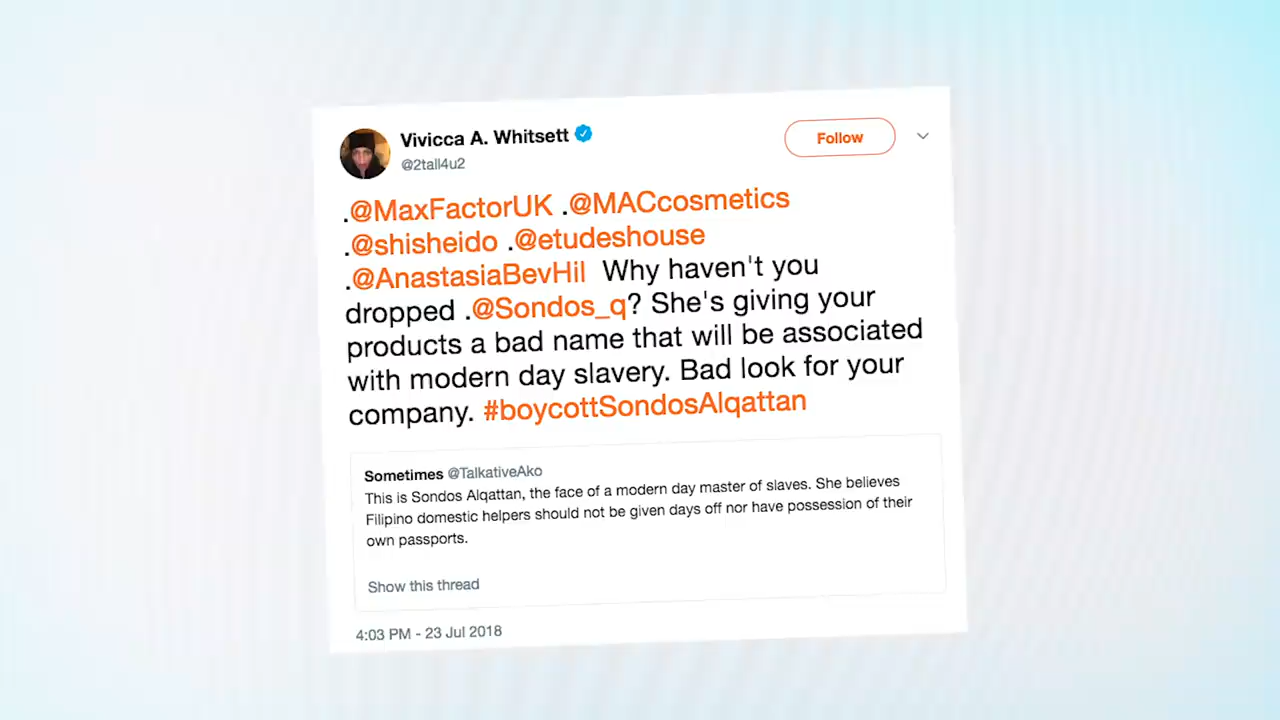 Vivicca A. Whitsett
@2tall4u2
Follow
.@MaxFactorUK .@MACcosmetics
.@shisheido .@etudeshouse
.@AnastasiaBevHil Why haven't you
dropped .@Sondos_q? She's giving your
products a bad name that will be associated
with modern day slavery. Bad look for your
company. #boycottSondosAlqattan
Sometimes @TalkativeAko
This is Sondos Alqattan, the face of a modern day master of slaves. She believes
Filipino domestic helpers should not be given days off nor have possession of their
own passports.
Show this thread
4:03 PM - 23 Jul 2018